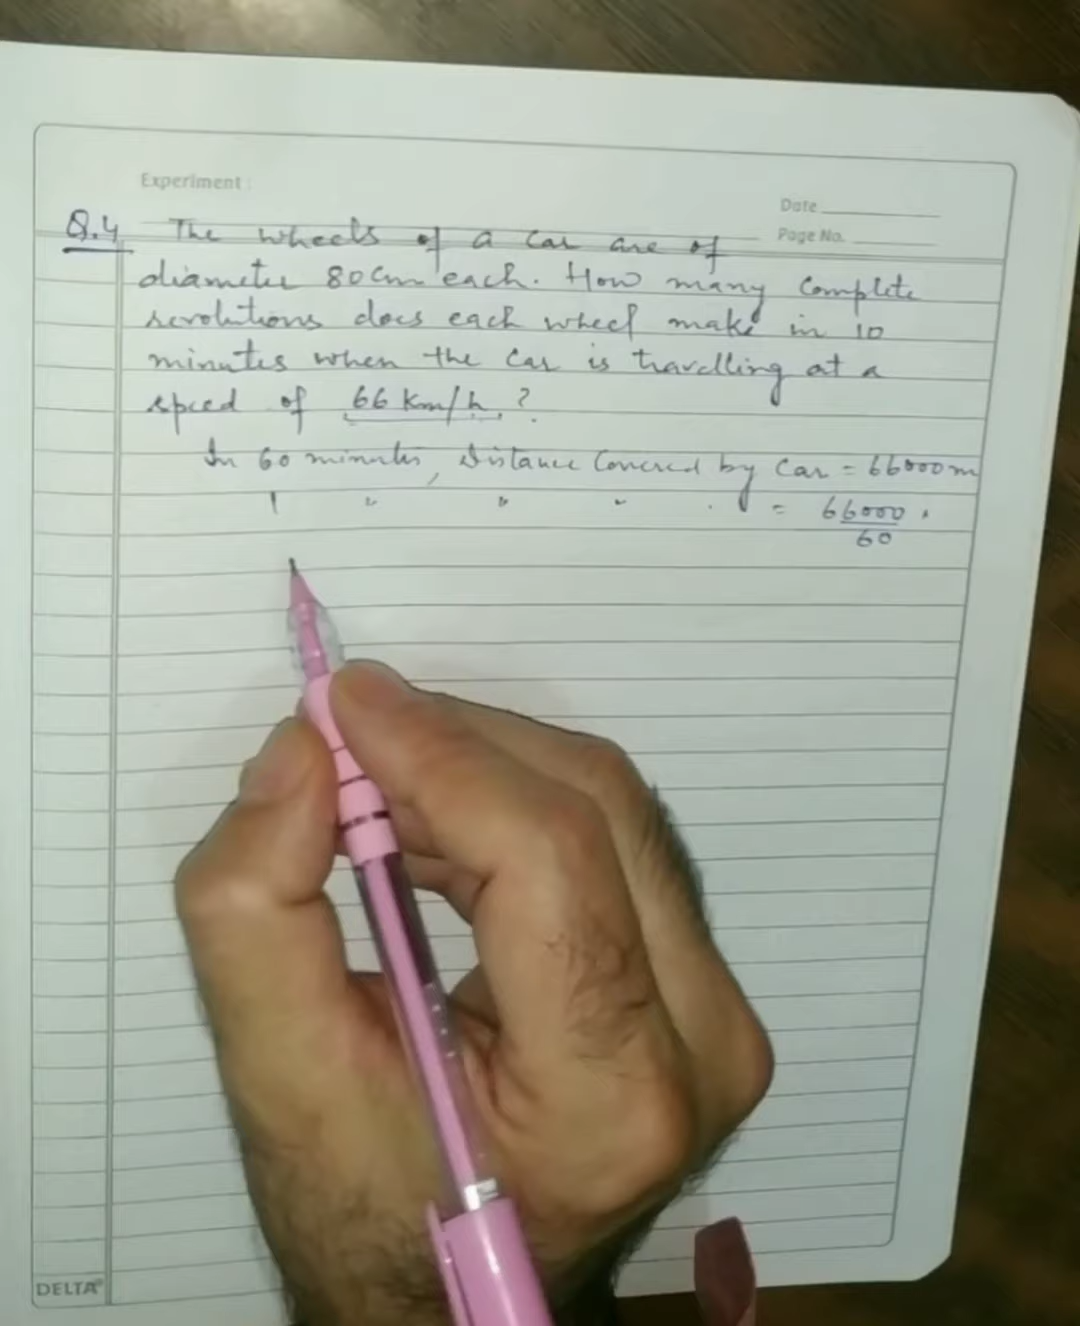 Experiment :
Date
Page No.
Q.4 The wheels of a car are of
diameter 80cm each. How many complete
revolutions does each wheel make in 10
minutes when the car is travelling at a
speed of 66 km/h ?
In 60 minutes, Distance Covered by Car = 66000m
1 " " " = 66000
60
DELTA®